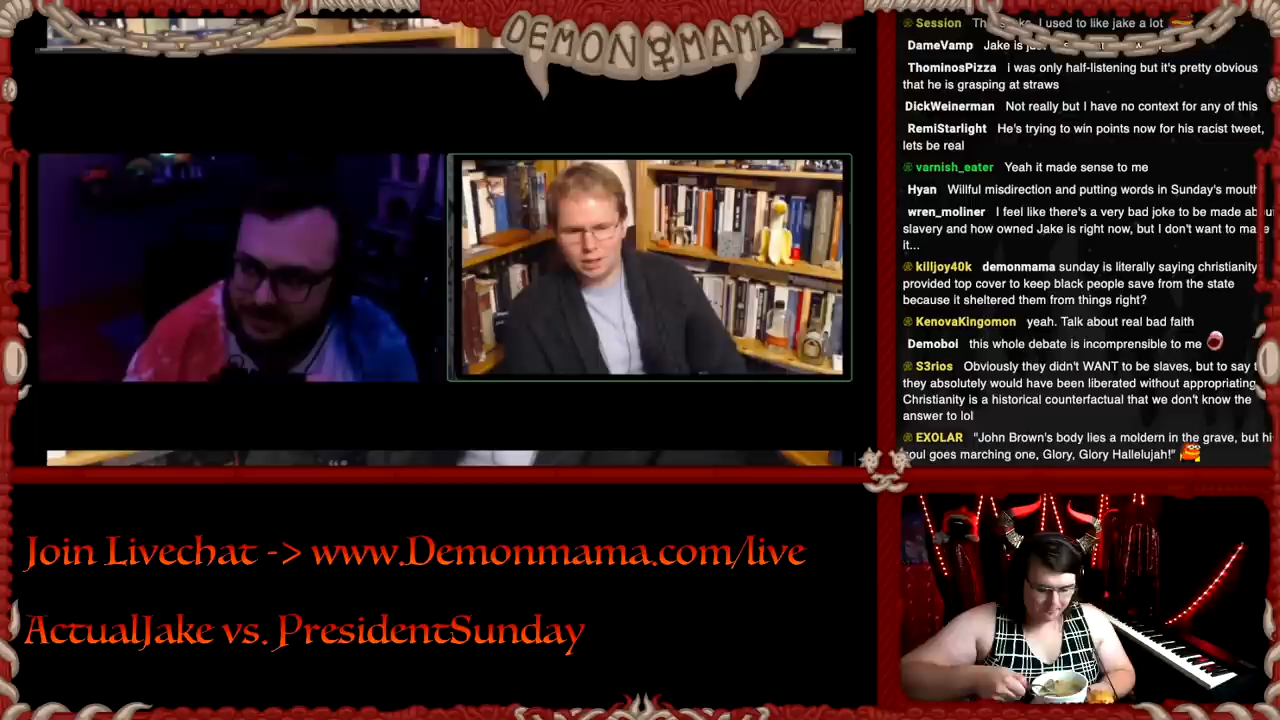 DEMON MAMA
Session I used to like jake a lot
DameVamp Jake is
ThominosPizza i was only half-listening but it's pretty obvious
that he is grasping at straws
DickWeinerman Not really but I have no context for any of this
RemiStarlight He's trying to win points now for his racist tweet,
lets be real
varnish_eater Yeah it made sense to me
Hyan Willful misdirection and putting words in Sunday's mouth
wren_moliner I feel like there's a very bad joke to be made
slavery and how owned Jake is right now, but I don't want to
it...
killjoy40k demonmama sunday is literally saying christianity
provided top cover to keep black people save from the state
because it sheltered them from things right?
KenovaKingomon yeah. Talk about real bad faith
Demoboi this whole debate is incomprensible to me
S3rios Obviously they didn't WANT to be slaves, but to say
they absolutely would have been liberated without appropriating
Christianity is a historical counterfactual that we don't know the
answer to lol
EXOLAR "John Brown's body lies a moldern in the grave, but
soul goes marching one, Glory, Glory Hallelujah!"
Join Livechat -> www.Demonmama.com/live
ActualJake vs. PresidentSunday